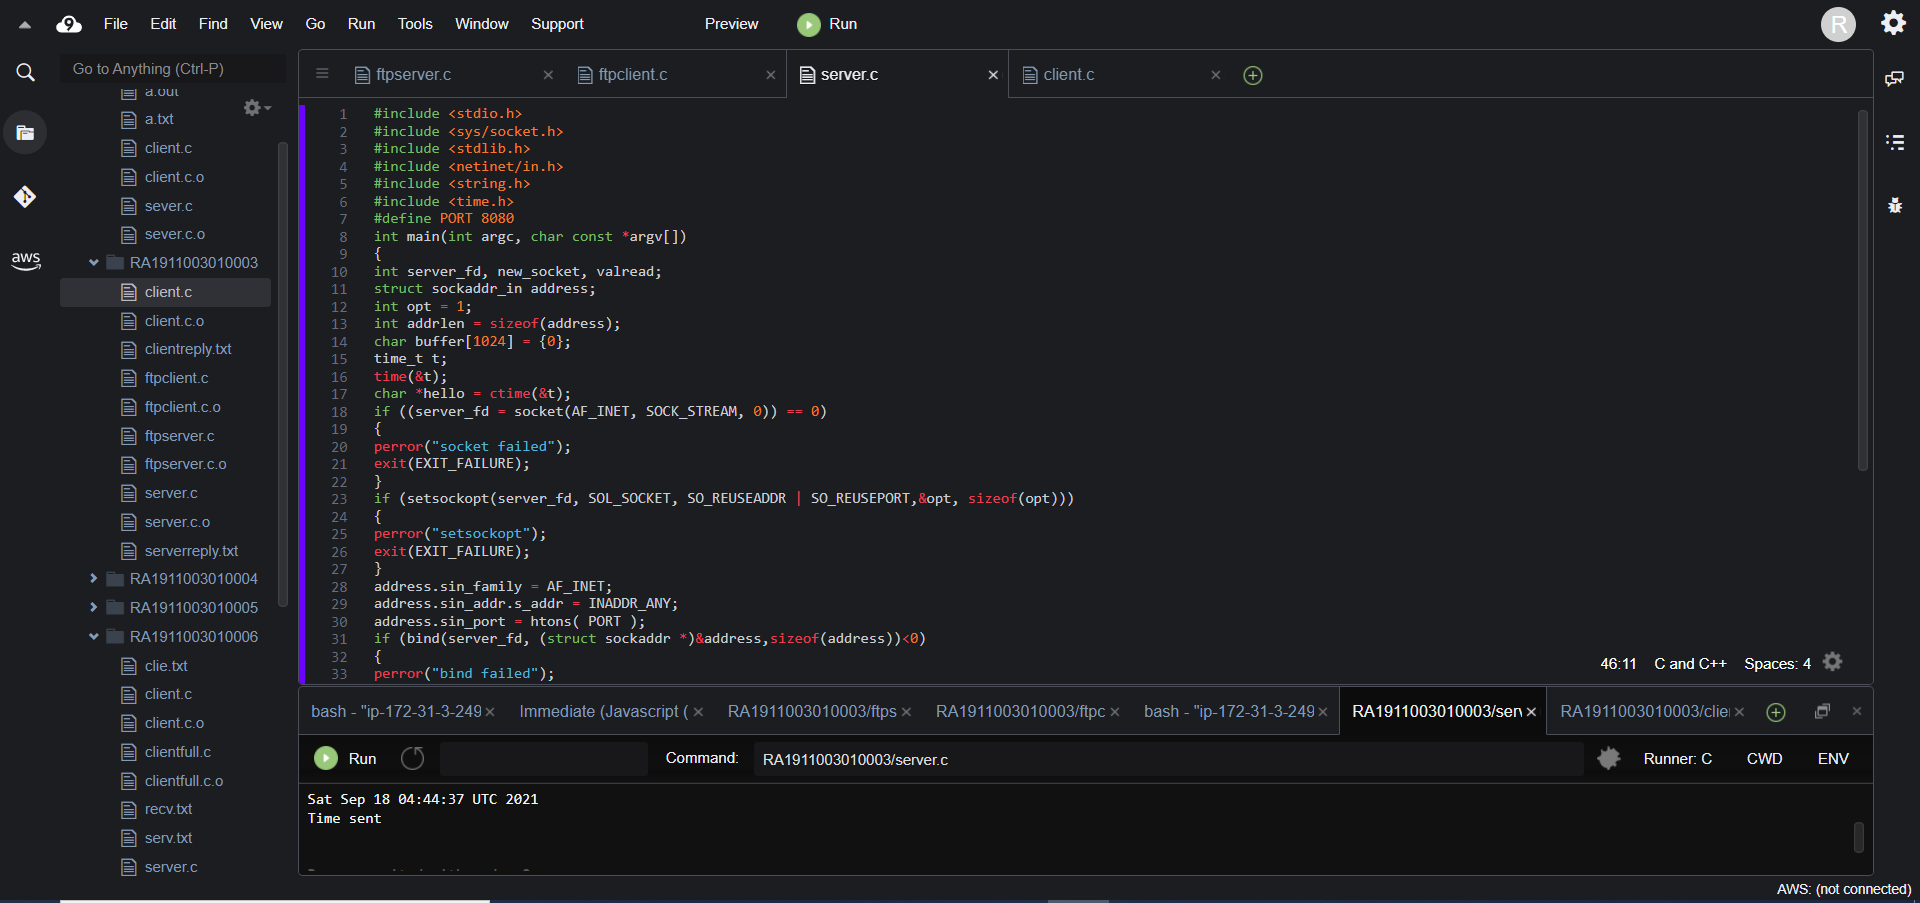 File Edit Find View Go Run Tools Window Support Preview Run R
Go to Anything (Ctrl-P)
a.out
a.txt
client.c
client.c.o
sever.c
sever.c.o
RA1911003010003
client.c
client.c.o
clientreply.txt
ftpclient.c
ftpclient.c.o
ftpserver.c
ftpserver.c.o
server.c
server.c.o
serverreply.txt
RA1911003010004
RA1911003010005
RA1911003010006
clie.txt
client.c
client.c.o
clientfull.c
clientfull.c.o
recv.txt
serv.txt
server.c
aws
ftpserver.c ftpclient.c server.c client.c
1 #include <stdio.h>
2 #include <sys/socket.h>
3 #include <stdlib.h>
4 #include <netinet/in.h>
5 #include <string.h>
6 #include <time.h>
7 #define PORT 8080
8 int main(int argc, char const *argv[])
9 {
10 int server_fd, new_socket, valread;
11 struct sockaddr_in address;
12 int opt = 1;
13 int addrlen = sizeof(address);
14 char buffer[1024] = {0};
15 time_t t;
16 time(&t);
17 char *hello = ctime(&t);
18 if ((server_fd = socket(AF_INET, SOCK_STREAM, 0)) == 0)
19 {
20 perror("socket failed");
21 exit(EXIT_FAILURE);
22 }
23 if (setsockopt(server_fd, SOL_SOCKET, SO_REUSEADDR | SO_REUSEPORT,&opt, sizeof(opt)))
24 {
25 perror("setsockopt");
26 exit(EXIT_FAILURE);
27 }
28 address.sin_family = AF_INET;
29 address.sin_addr.s_addr = INADDR_ANY;
30 address.sin_port = htons( PORT );
31 if (bind(server_fd, (struct sockaddr *)&address,sizeof(address))<0)
32 {
33 perror("bind failed");
46:11 C and C++ Spaces: 4
bash - "ip-172-31-3-249 Immediate (Javascript ( RA1911003010003/ftps RA1911003010003/ftpc bash - "ip-172-31-3-249 RA1911003010003/serv RA1911003010003/clie
Run Command: RA1911003010003/server.c Runner: C CWD ENV
Sat Sep 18 04:44:37 UTC 2021
Time sent
AWS: (not connected)